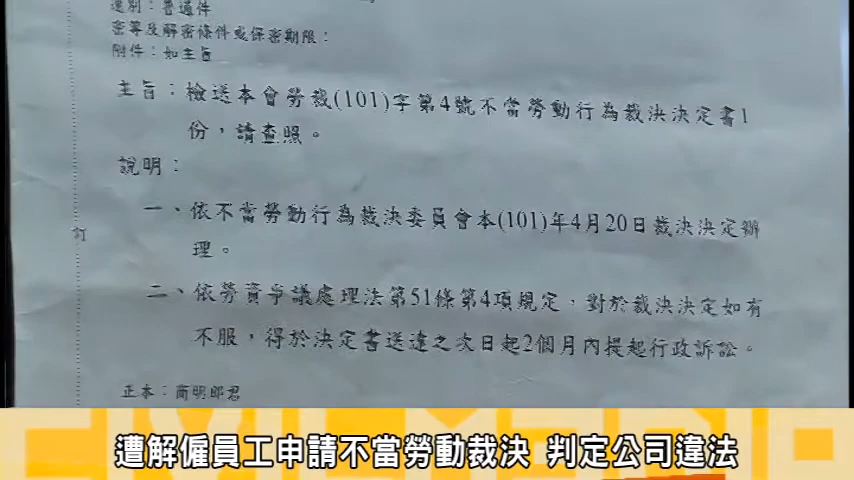 速別：普通件
密等及解密條件或保密期限：
附件：如主旨
主旨：檢送本會勞裁(101)字第4號不當勞動行為裁決決定書1
份，請查照。
說明：
一、依不當勞動行為裁決委員會本(101)年4月20日裁決決定辦
理。
訂
二、依勞資爭議處理法第51條第4項規定，對於裁決決定如有
不服，得於決定書送達之次日起2個月內提起行政訴訟。
正本：簡明郎君
遭解僱員工申請不當勞動裁決 判定公司違法